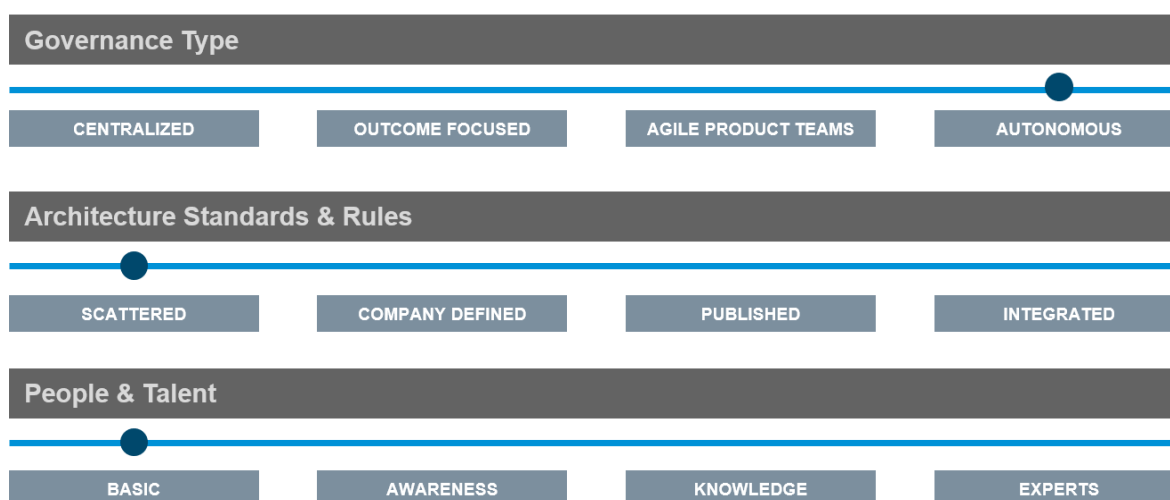 Governance Type
CENTRALIZED OUTCOME FOCUSED AGILE PRODUCT TEAMS AUTONOMOUS
Architecture Standards & Rules
SCATTERED COMPANY DEFINED PUBLISHED INTEGRATED
People & Talent
BASIC AWARENESS KNOWLEDGE EXPERTS